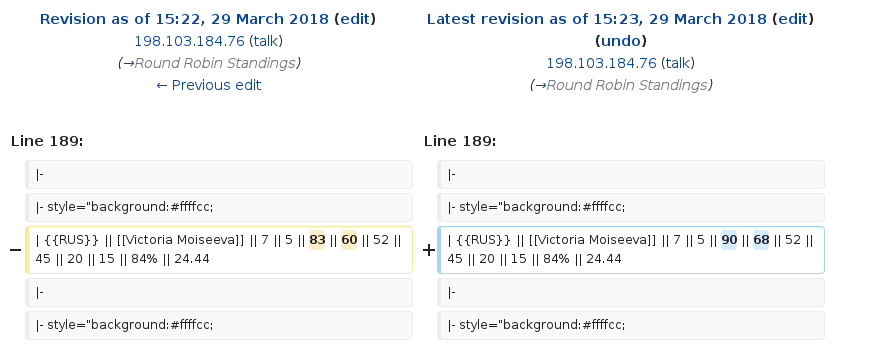 Revision as of 15:22, 29 March 2018 (edit)
198.103.184.76 (talk)
(→Round Robin Standings)
← Previous edit
Latest revision as of 15:23, 29 March 2018 (edit)
(undo)
198.103.184.76 (talk)
(→Round Robin Standings)
Line 189:
Line 189:
|-
|-
|- style="background:#ffffcc;
|- style="background:#ffffcc;
− | {{RUS}} || [[Victoria Moiseeva]] || 7 || 5 || 83 || 60 || 52 ||
45 || 20 || 15 || 84% || 24.44
+ | {{RUS}} || [[Victoria Moiseeva]] || 7 || 5 || 90 || 68 || 52 ||
45 || 20 || 15 || 84% || 24.44
|-
|-
|- style="background:#ffffcc;
|- style="background:#ffffcc;